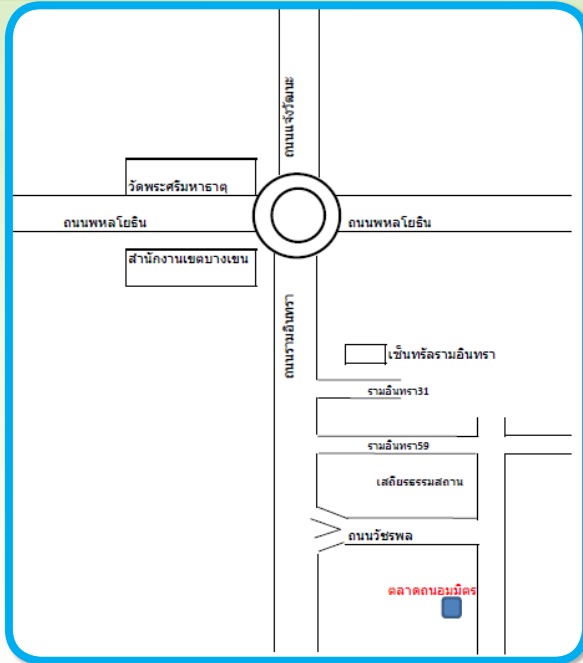 ถนนแจ้งวัฒนะ
วัดพระศรีมหาธาตุ
ถนนพหลโยธิน
ถนนพหลโยธิน
สำนักงานเขตบางเขน
ถนนรามอินทรา
เซ็นทรัลรามอินทรา
รามอินทรา31
รามอินทรา59
เสถียรธรรมสถาน
ถนนวัชรพล
ตลาดถนอมมิตร